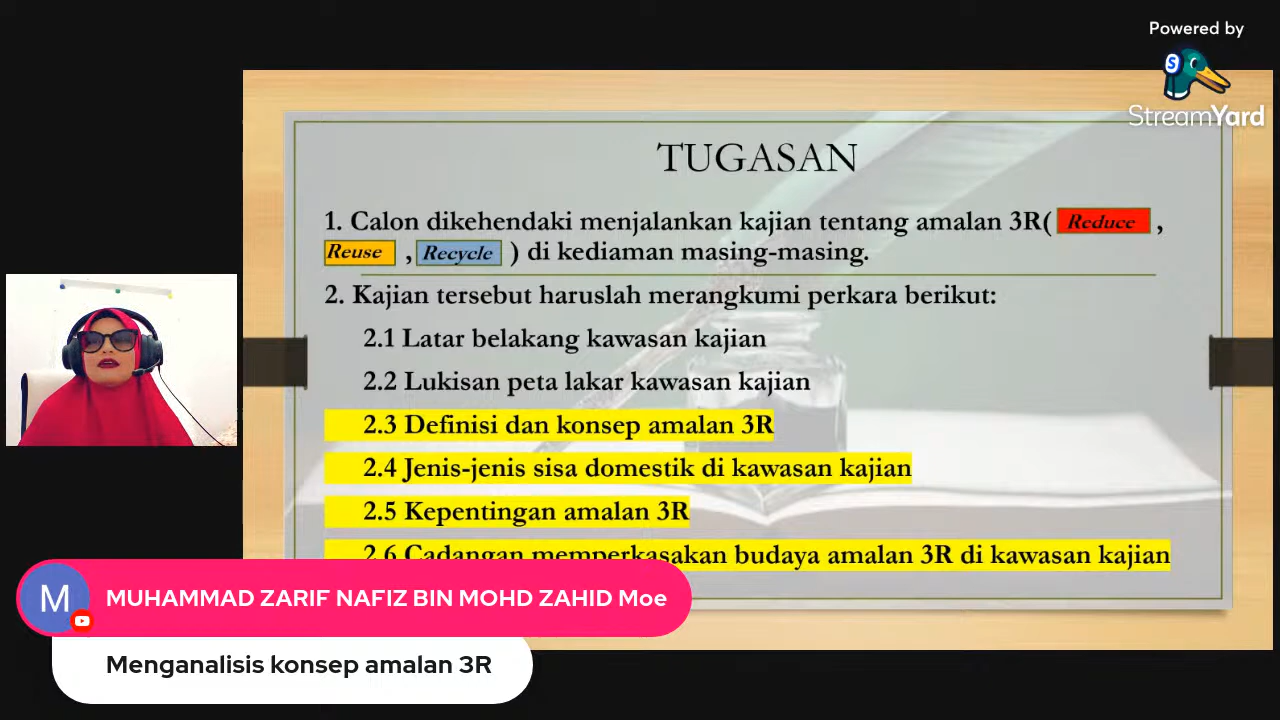 Powered by
StreamYard
TUGASAN
1. Calon dikehendaki menjalankan kajian tentang amalan 3R( Reduce ,
Reuse , Recycle ) di kediaman masing-masing.
2. Kajian tersebut haruslah merangkumi perkara berikut:
2.1 Latar belakang kawasan kajian
2.2 Lukisan peta lakar kawasan kajian
2.3 Definisi dan konsep amalan 3R
2.4 Jenis-jenis sisa domestik di kawasan kajian
2.5 Kepentingan amalan 3R
2.6 Cadangan memperkasakan budaya amalan 3R di kawasan kajian
M
MUHAMMAD ZARIF NAFIZ BIN MOHD ZAHID Moe
Menganalisis konsep amalan 3R